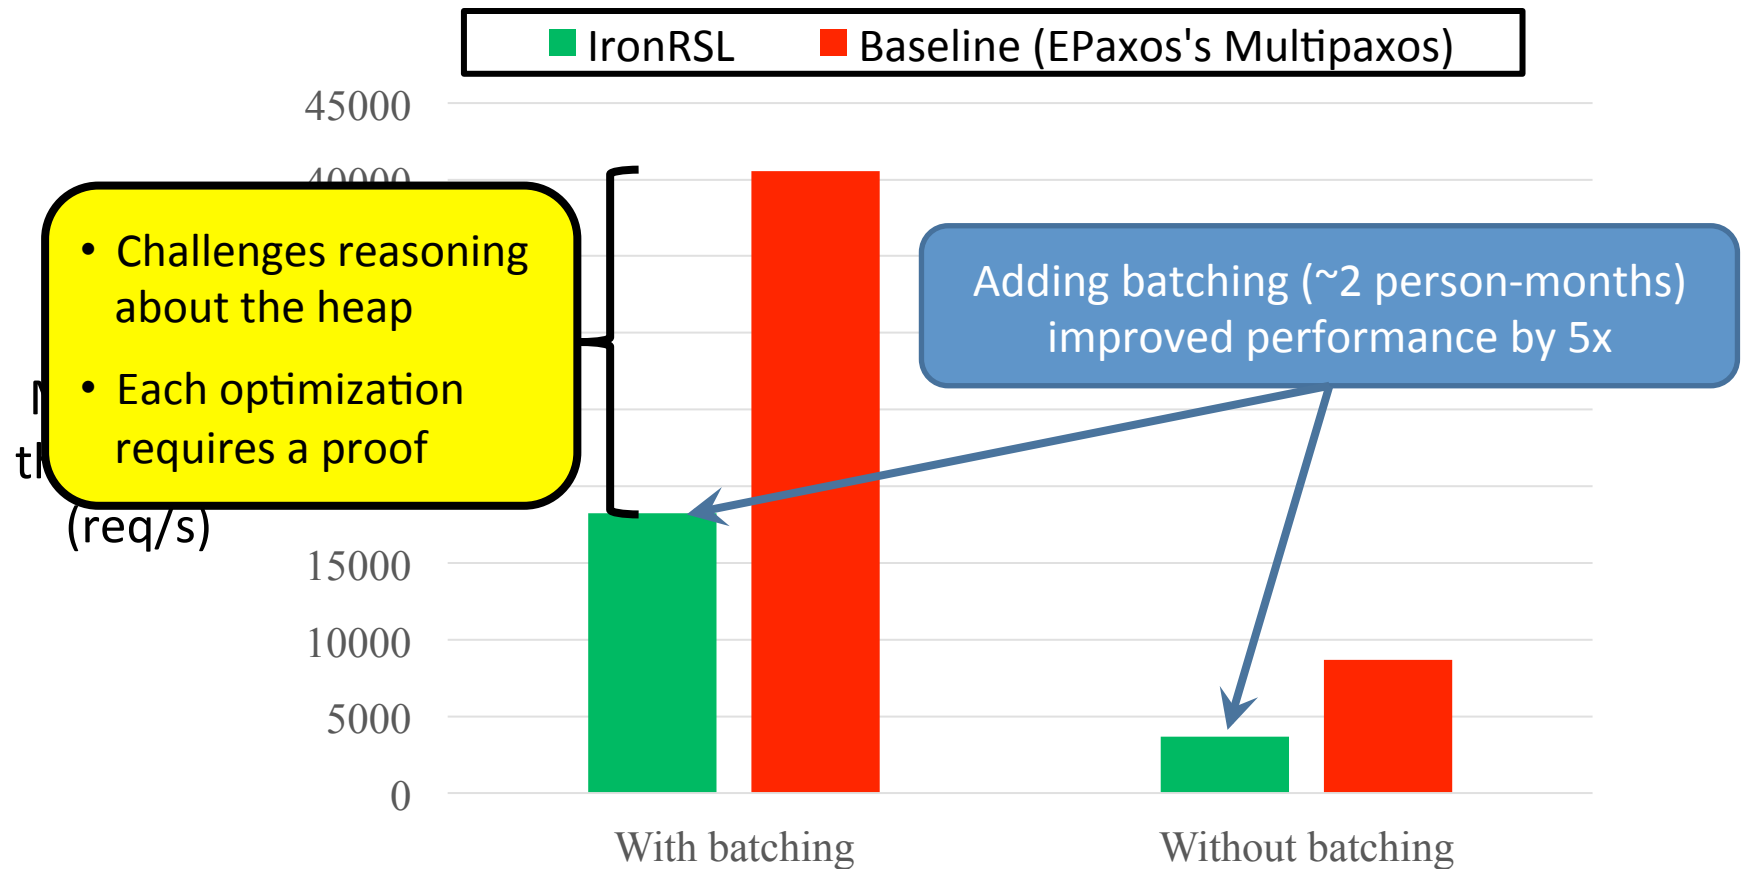 IronRSL Baseline (EPaxos's Multipaxos)
45000
40000
• Challenges reasoning
about the heap
• Each optimization
requires a proof
Adding batching (~2 person-months)
improved performance by 5x
(req/s)
15000
10000
5000
0
With batching Without batching